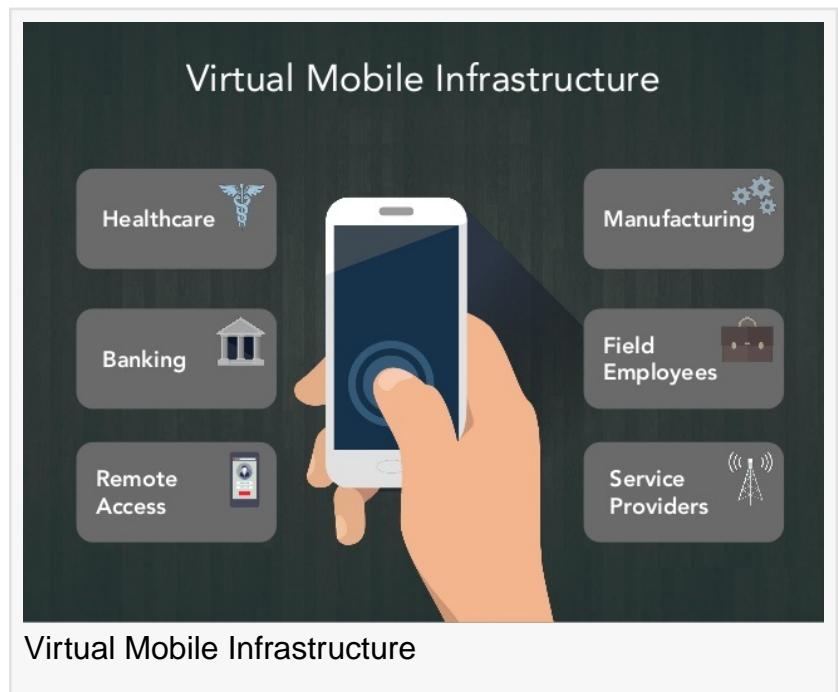 Virtual Mobile Infrastructure
Healthcare
Banking
Remote
Access
Manufacturing
Field
Employees
Service
Providers
Virtual Mobile Infrastructure